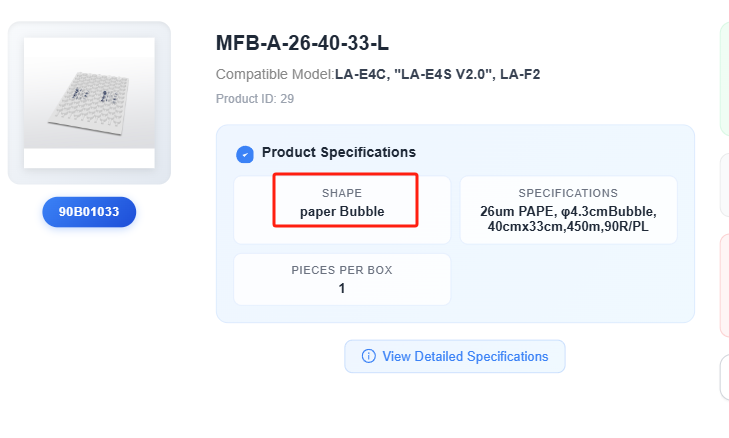 MFB-A-26-40-33-L
Compatible Model:LA-E4C, "LA-E4S V2.0", LA-F2
Product ID: 29
90B01033
Product Specifications
SHAPE
paper Bubble
SPECIFICATIONS
26um PAPE, φ4.3cmBubble,
40cmx33cm,450m,90R/PL
PIECES PER BOX
1
View Detailed Specifications